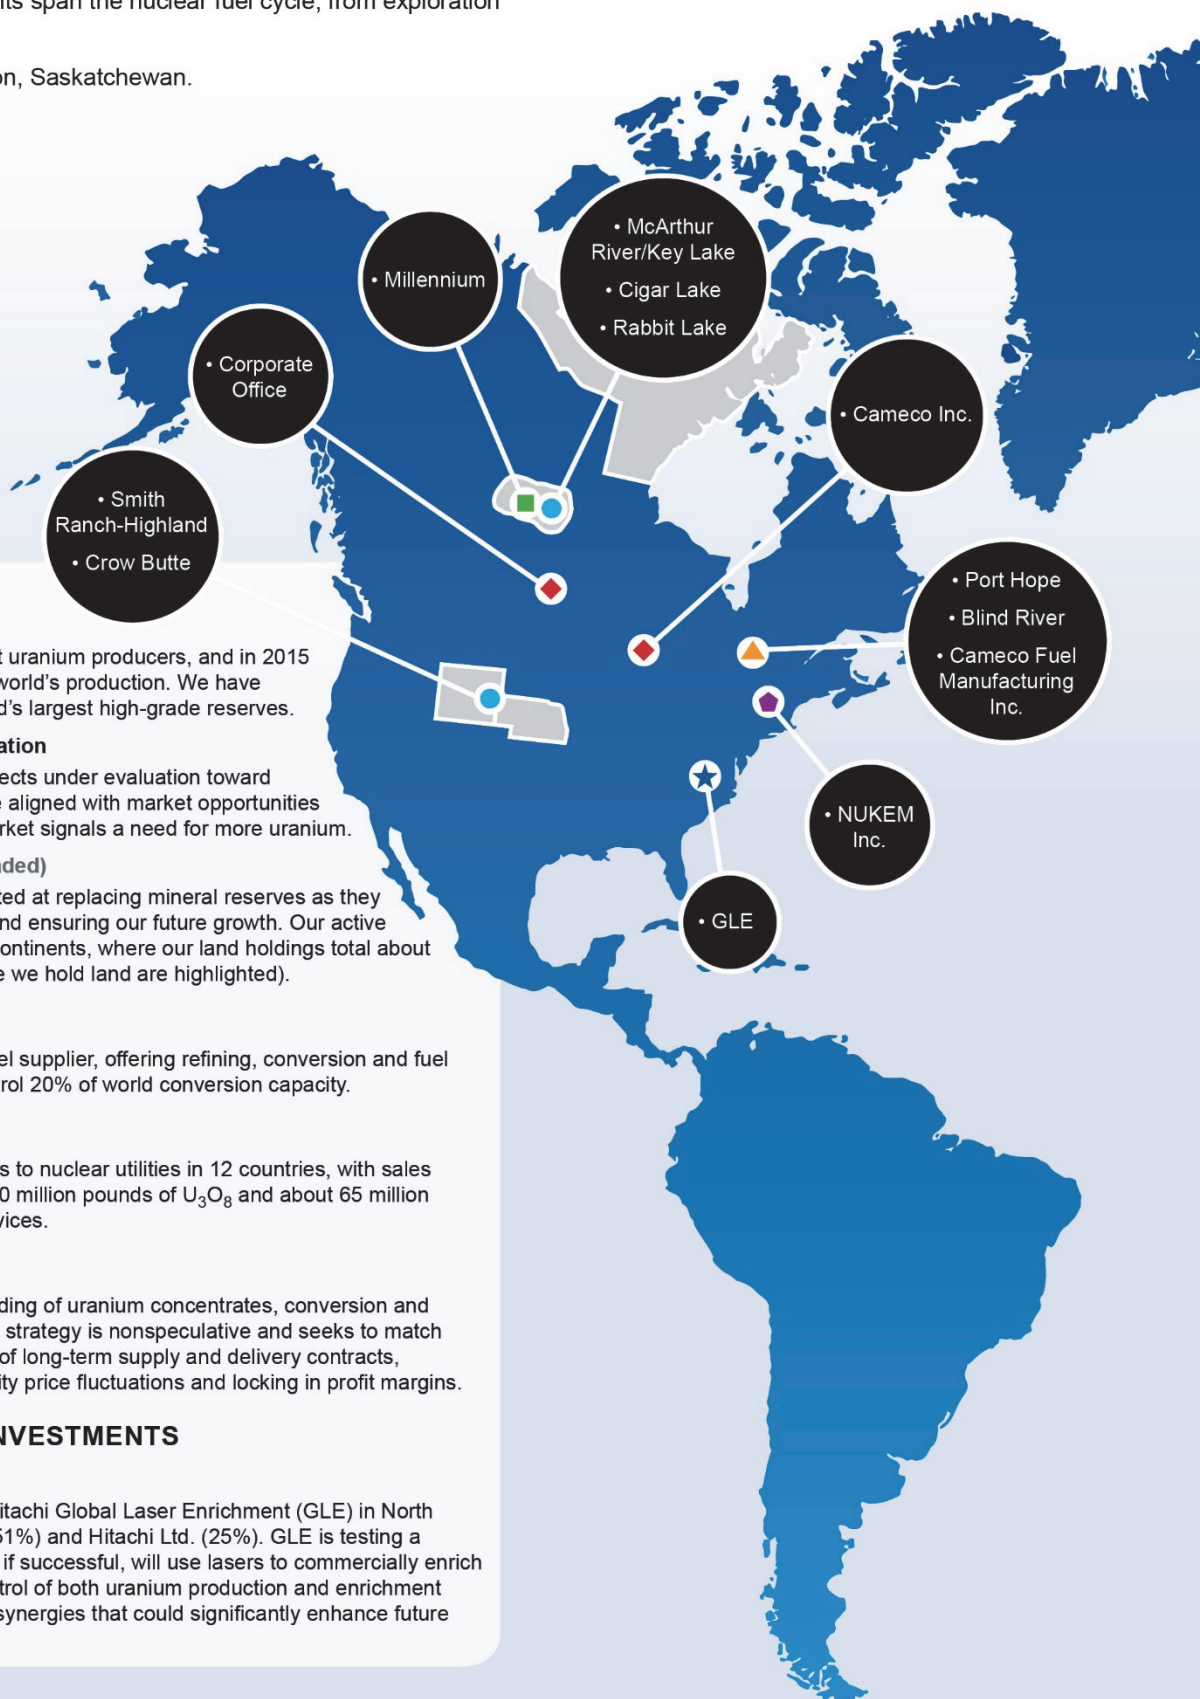 nts span the nuclear fuel cycle, from exploration
on, Saskatchewan.
• McArthur
River/Key Lake
• Cigar Lake
• Rabbit Lake
• Millennium
• Corporate
Office
• Cameco Inc.
• Smith
Ranch-Highland
• Crow Butte
• Port Hope
• Blind River
• Cameco Fuel
Manufacturing
Inc.
• NUKEM
Inc.
• GLE
t uranium producers, and in 2015
world's production. We have
d's largest high-grade reserves.
ation
ects under evaluation toward
e aligned with market opportunities
rket signals a need for more uranium.
nded)
ted at replacing mineral reserves as they
nd ensuring our future growth. Our active
ontinents, where our land holdings total about
e we hold land are highlighted).
el supplier, offering refining, conversion and fuel
rol 20% of world conversion capacity.
s to nuclear utilities in 12 countries, with sales
0 million pounds of U₃O₈ and about 65 million
vices.
ding of uranium concentrates, conversion and
strategy is nonspeculative and seeks to match
of long-term supply and delivery contracts,
ity price fluctuations and locking in profit margins.
NVESTMENTS
itachi Global Laser Enrichment (GLE) in North
51%) and Hitachi Ltd. (25%). GLE is testing a
if successful, will use lasers to commercially enrich
trol of both uranium production and enrichment
synergies that could significantly enhance future